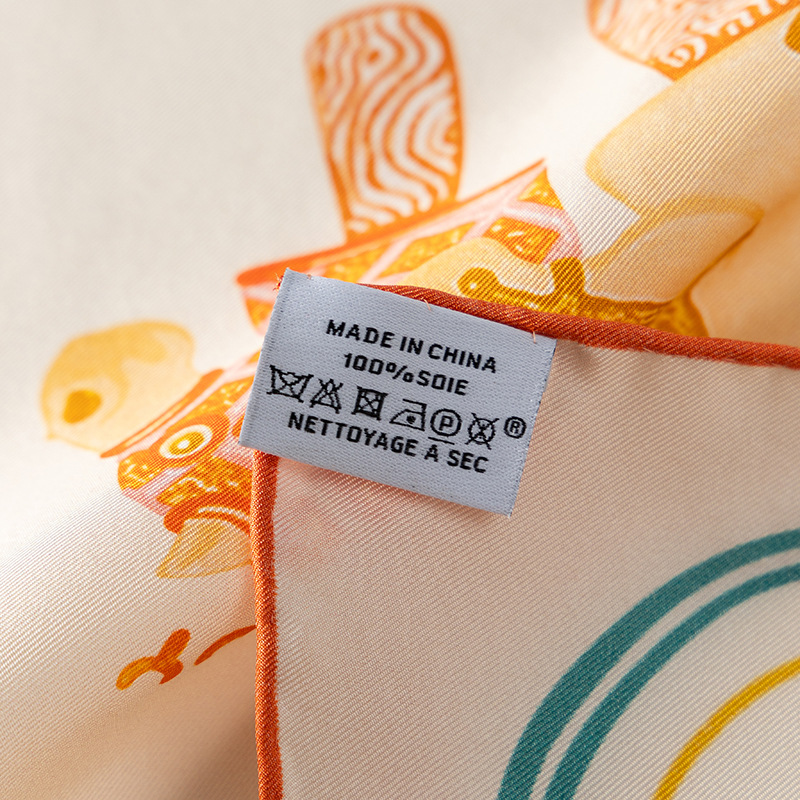 MADE IN CHINA
100%SOIE
P ®
NETTOYAGE À SEC